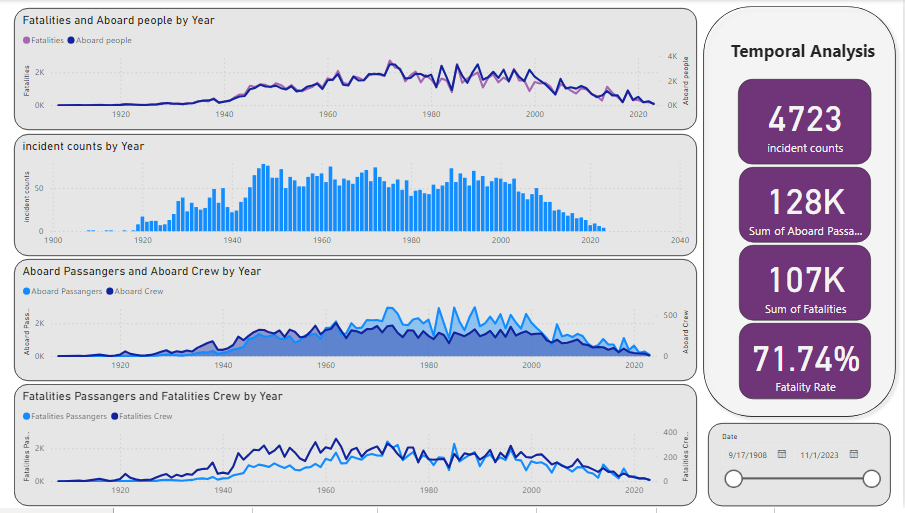 Fatalities and Aboard people by Year
Fatalities Aboard people
Fatalities
2K
0K
4K
2K
0K
Aboard people
1920 1940 1960 1980 2000 2020
incident counts by Year
incident counts
50
0
1900 1920 1940 1960 1980 2000 2020 2040
Aboard Passangers and Aboard Crew by Year
Aboard Passangers Aboard Crew
Aboard Pass...
2K
0K
500
0
Aboard Crew
1920 1940 1960 1980 2000 2020
Fatalities Passangers and Fatalities Crew by Year
Fatalities Passangers Fatalities Crew
Fatalities Pas...
2K
0K
400
200
0
Fatalities Cre...
1920 1940 1960 1980 2000 2020
Temporal Analysis
4723
incident counts
128K
Sum of Aboard Passa...
107K
Sum of Fatalities
71.74%
Fatality Rate
Date
9/17/1908 11/1/2023